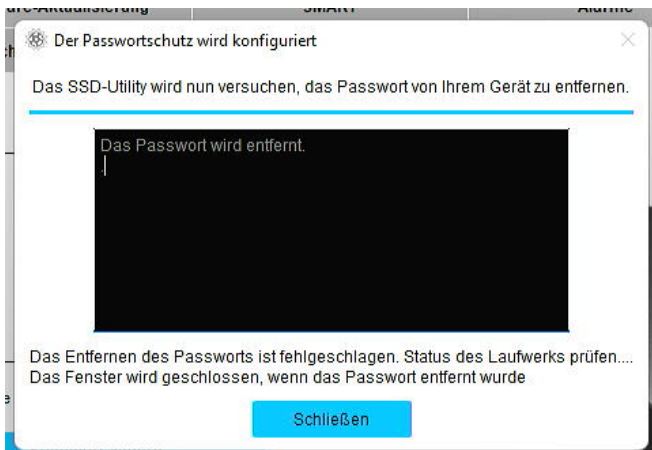 SMART
Alarme
Der Passwortschutz wird konfiguriert
Das SSD-Utility wird nun versuchen, das Passwort von Ihrem Gerät zu entfernen.
Das Passwort wird entfernt.
.
Das Entfernen des Passworts ist fehlgeschlagen. Status des Laufwerks prüfen....
Das Fenster wird geschlossen, wenn das Passwort entfernt wurde
Schließen